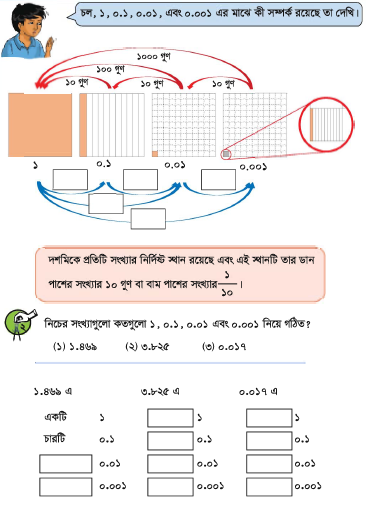 চল, ১, ০.১, ০.০১, এবং ০.০০১ এর মাঝে কী সম্পর্ক রয়েছে তা দেখি।
১০০০ গুণ
১০০ গুণ
১০ গুণ ১০ গুণ ১০ গুণ
১ ০.১ ০.০১ ০.০০১
দশমিকে প্রতিটি সংখ্যার নির্দিষ্ট স্থান রয়েছে এবং এই স্থানটি তার ডান
পাশের সংখ্যার ১০ গুণ বা বাম পাশের সংখ্যার ১/১০ ।
২ নিচের সংখ্যাগুলো কতগুলো ১, ০.১, ০.০১ এবং ০.০০১ নিয়ে গঠিত?
(১) ১.৪৬৯ (২) ৩.৮২৫ (৩) ০.০১৭
১.৪৬৯ এ ৩.৮২৫ এ ০.০১৭ এ
একটি ১ ১ ১
চারটি ০.১ ০.১ ০.১
০.০১ ০.০১ ০.০১
০.০০১ ০.০০১ ০.০০১